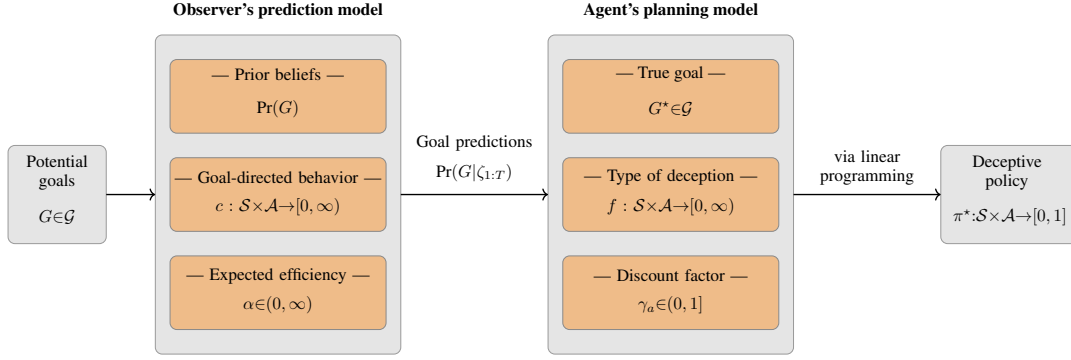 Observer's prediction model
Agent's planning model
Potential
goals
G∈𝒢
— Prior beliefs —
Pr(G)
— Goal-directed behavior —
c : 𝒮×𝒜→[0, ∞)
— Expected efficiency —
α∈(0, ∞)
Goal predictions
Pr(G|ζ₁:T)
— True goal —
G⋆∈𝒢
— Type of deception —
f : 𝒮×𝒜→[0, ∞)
— Discount factor —
γₐ∈(0, 1]
via linear
programming
Deceptive
policy
π⋆:𝒮×𝒜→[0, 1]